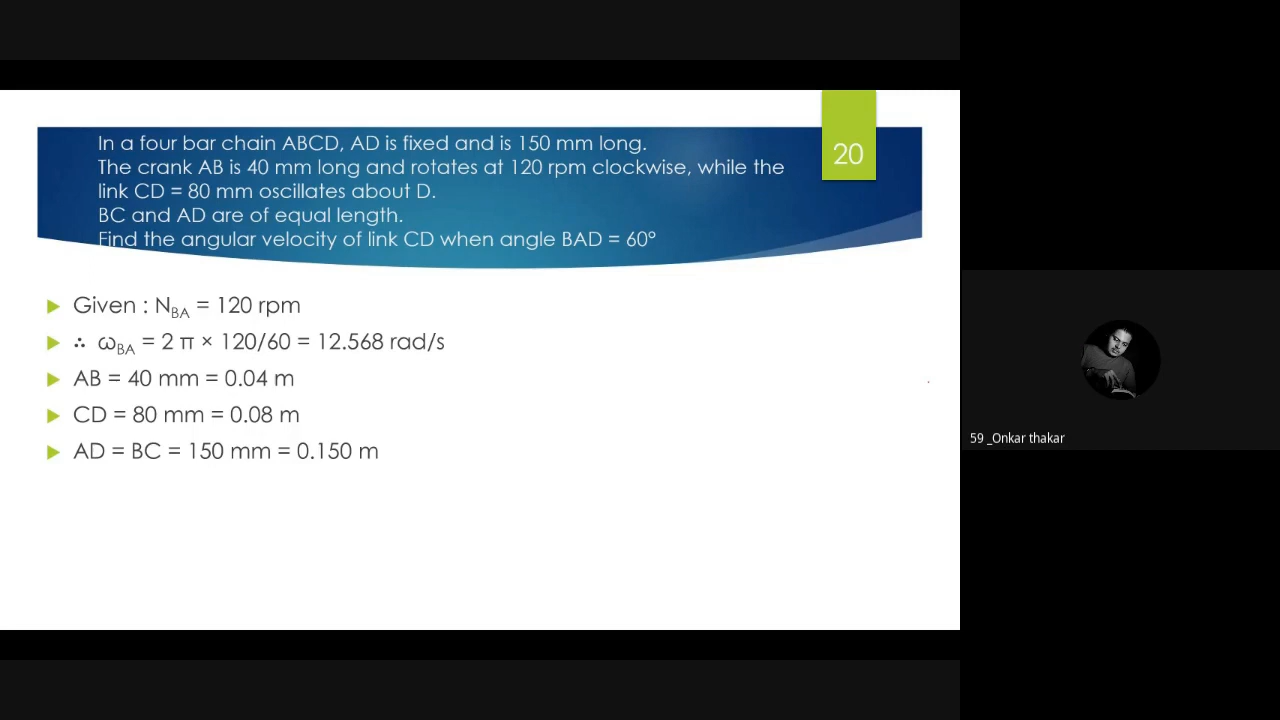 In a four bar chain ABCD, AD is fixed and is 150 mm long.
The crank AB is 40 mm long and rotates at 120 rpm clockwise, while the
link CD = 80 mm oscillates about D.
BC and AD are of equal length.
Find the angular velocity of link CD when angle BAD = 60°
20
Given : N_BA = 120 rpm
∴ ω_BA = 2 π × 120/60 = 12.568 rad/s
AB = 40 mm = 0.04 m
CD = 80 mm = 0.08 m
AD = BC = 150 mm = 0.150 m
59 _Onkar thakar